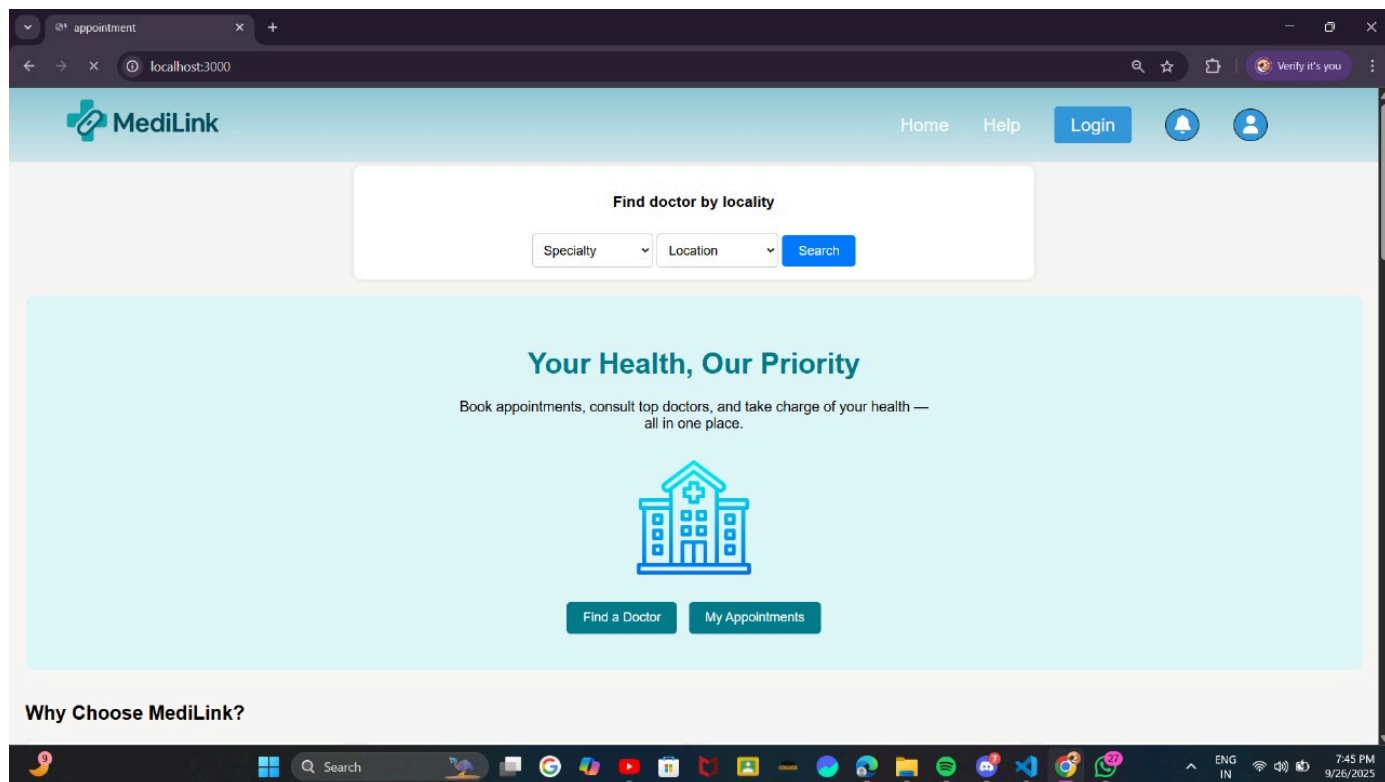 appointment
localhost:3000
Verify it's you
MediLink
Home Help Login
Find doctor by locality
Specialty Location Search
Your Health, Our Priority
Book appointments, consult top doctors, and take charge of your health —
all in one place.
Find a Doctor My Appointments
Why Choose MediLink?
9
Search
27
ENG
IN
7:45 PM
9/26/2025